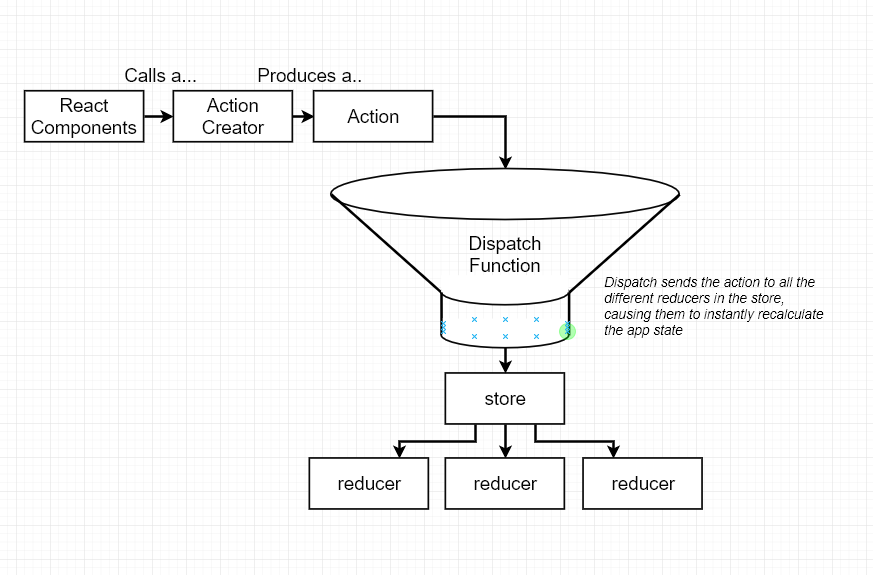 Calls a...
Produces a..
React
Components
Action
Creator
Action
Dispatch
Function
Dispatch sends the action to all the
different reducers in the store,
causing them to instantly recalculate
the app state
store
reducer
reducer
reducer